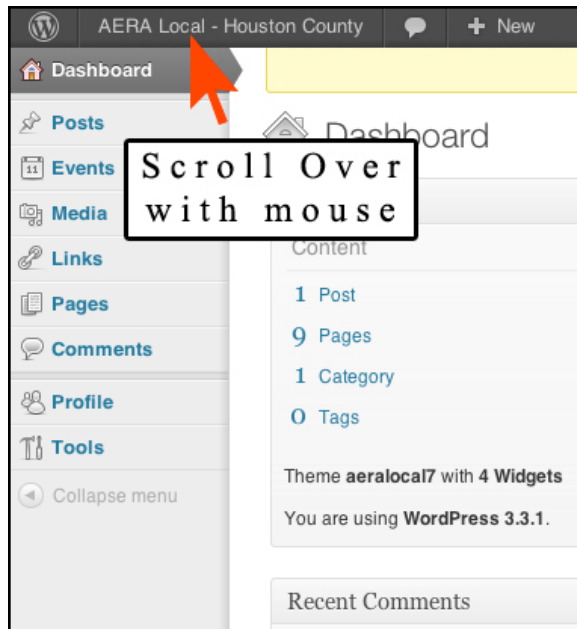 AERA Local - Houston County + New
Dashboard
Posts
11 Events
Media
Links
Pages
Comments
Profile
Tools
Collapse menu
Scroll Over
with mouse
Dashboard
Content
1 Post
9 Pages
1 Category
0 Tags
Theme aeralocal7 with 4 Widgets
You are using WordPress 3.3.1.
Recent Comments